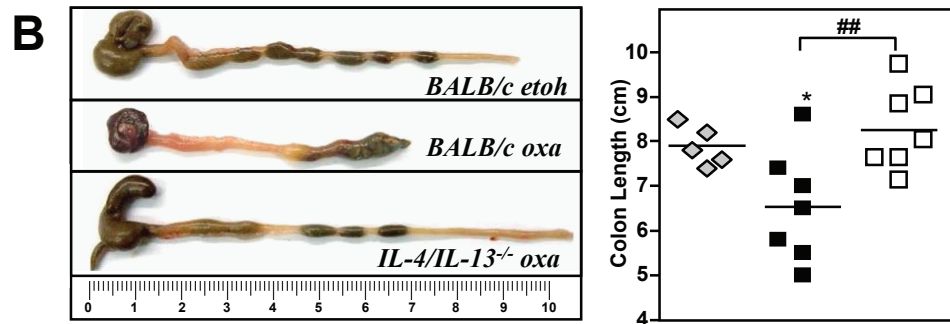 B
BALB/c etoh
BALB/c oxa
IL-4/IL-13-/- oxa
0 1 2 3 4 5 6 7 8 9 10
##
*
Colon Length (cm)
10
9
8
7
6
5
4